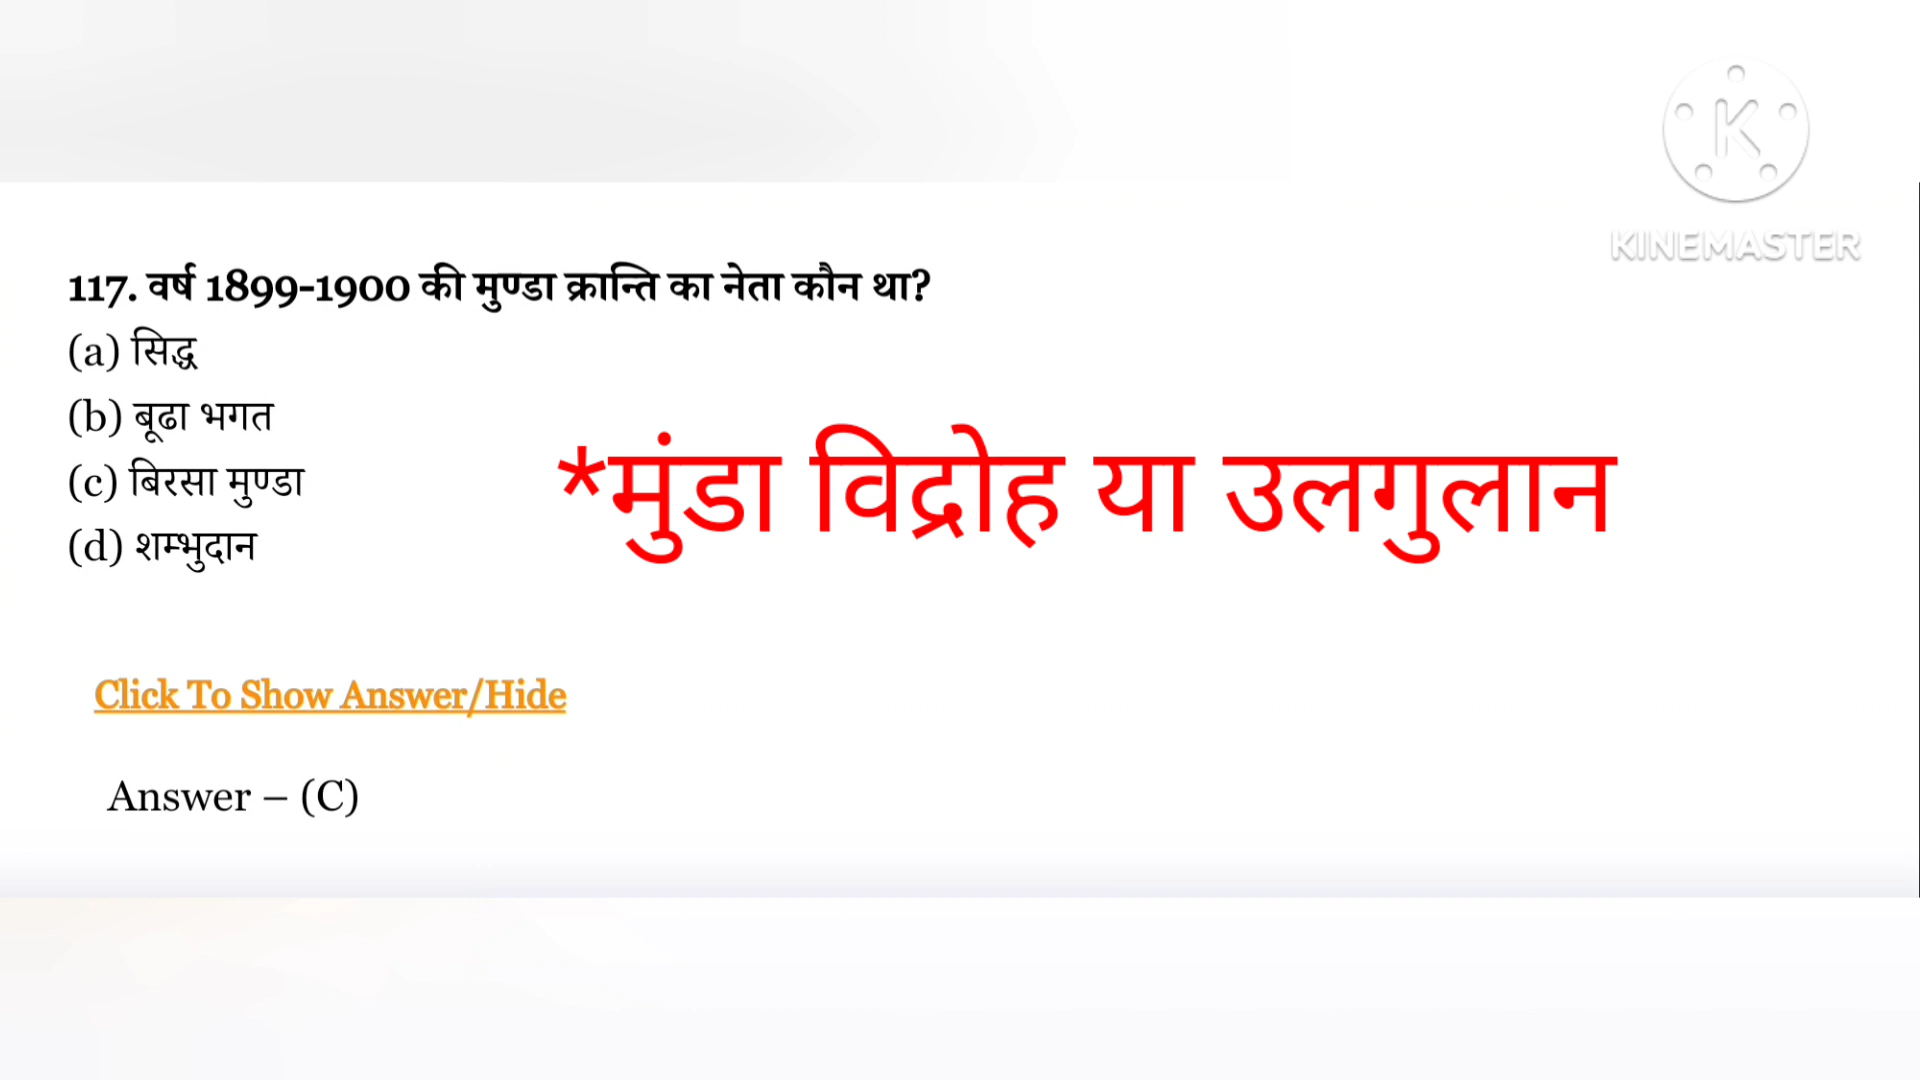 K
KINEMASTER
117. वर्ष 1899-1900 की मुण्डा क्रान्ति का नेता कौन था?
(a) सिद्ध
(b) बूढा भगत
(c) बिरसा मुण्डा
(d) शम्भुदान
*मुंडा विद्रोह या उलगुलान
Click To Show Answer/Hide
Answer – (C)